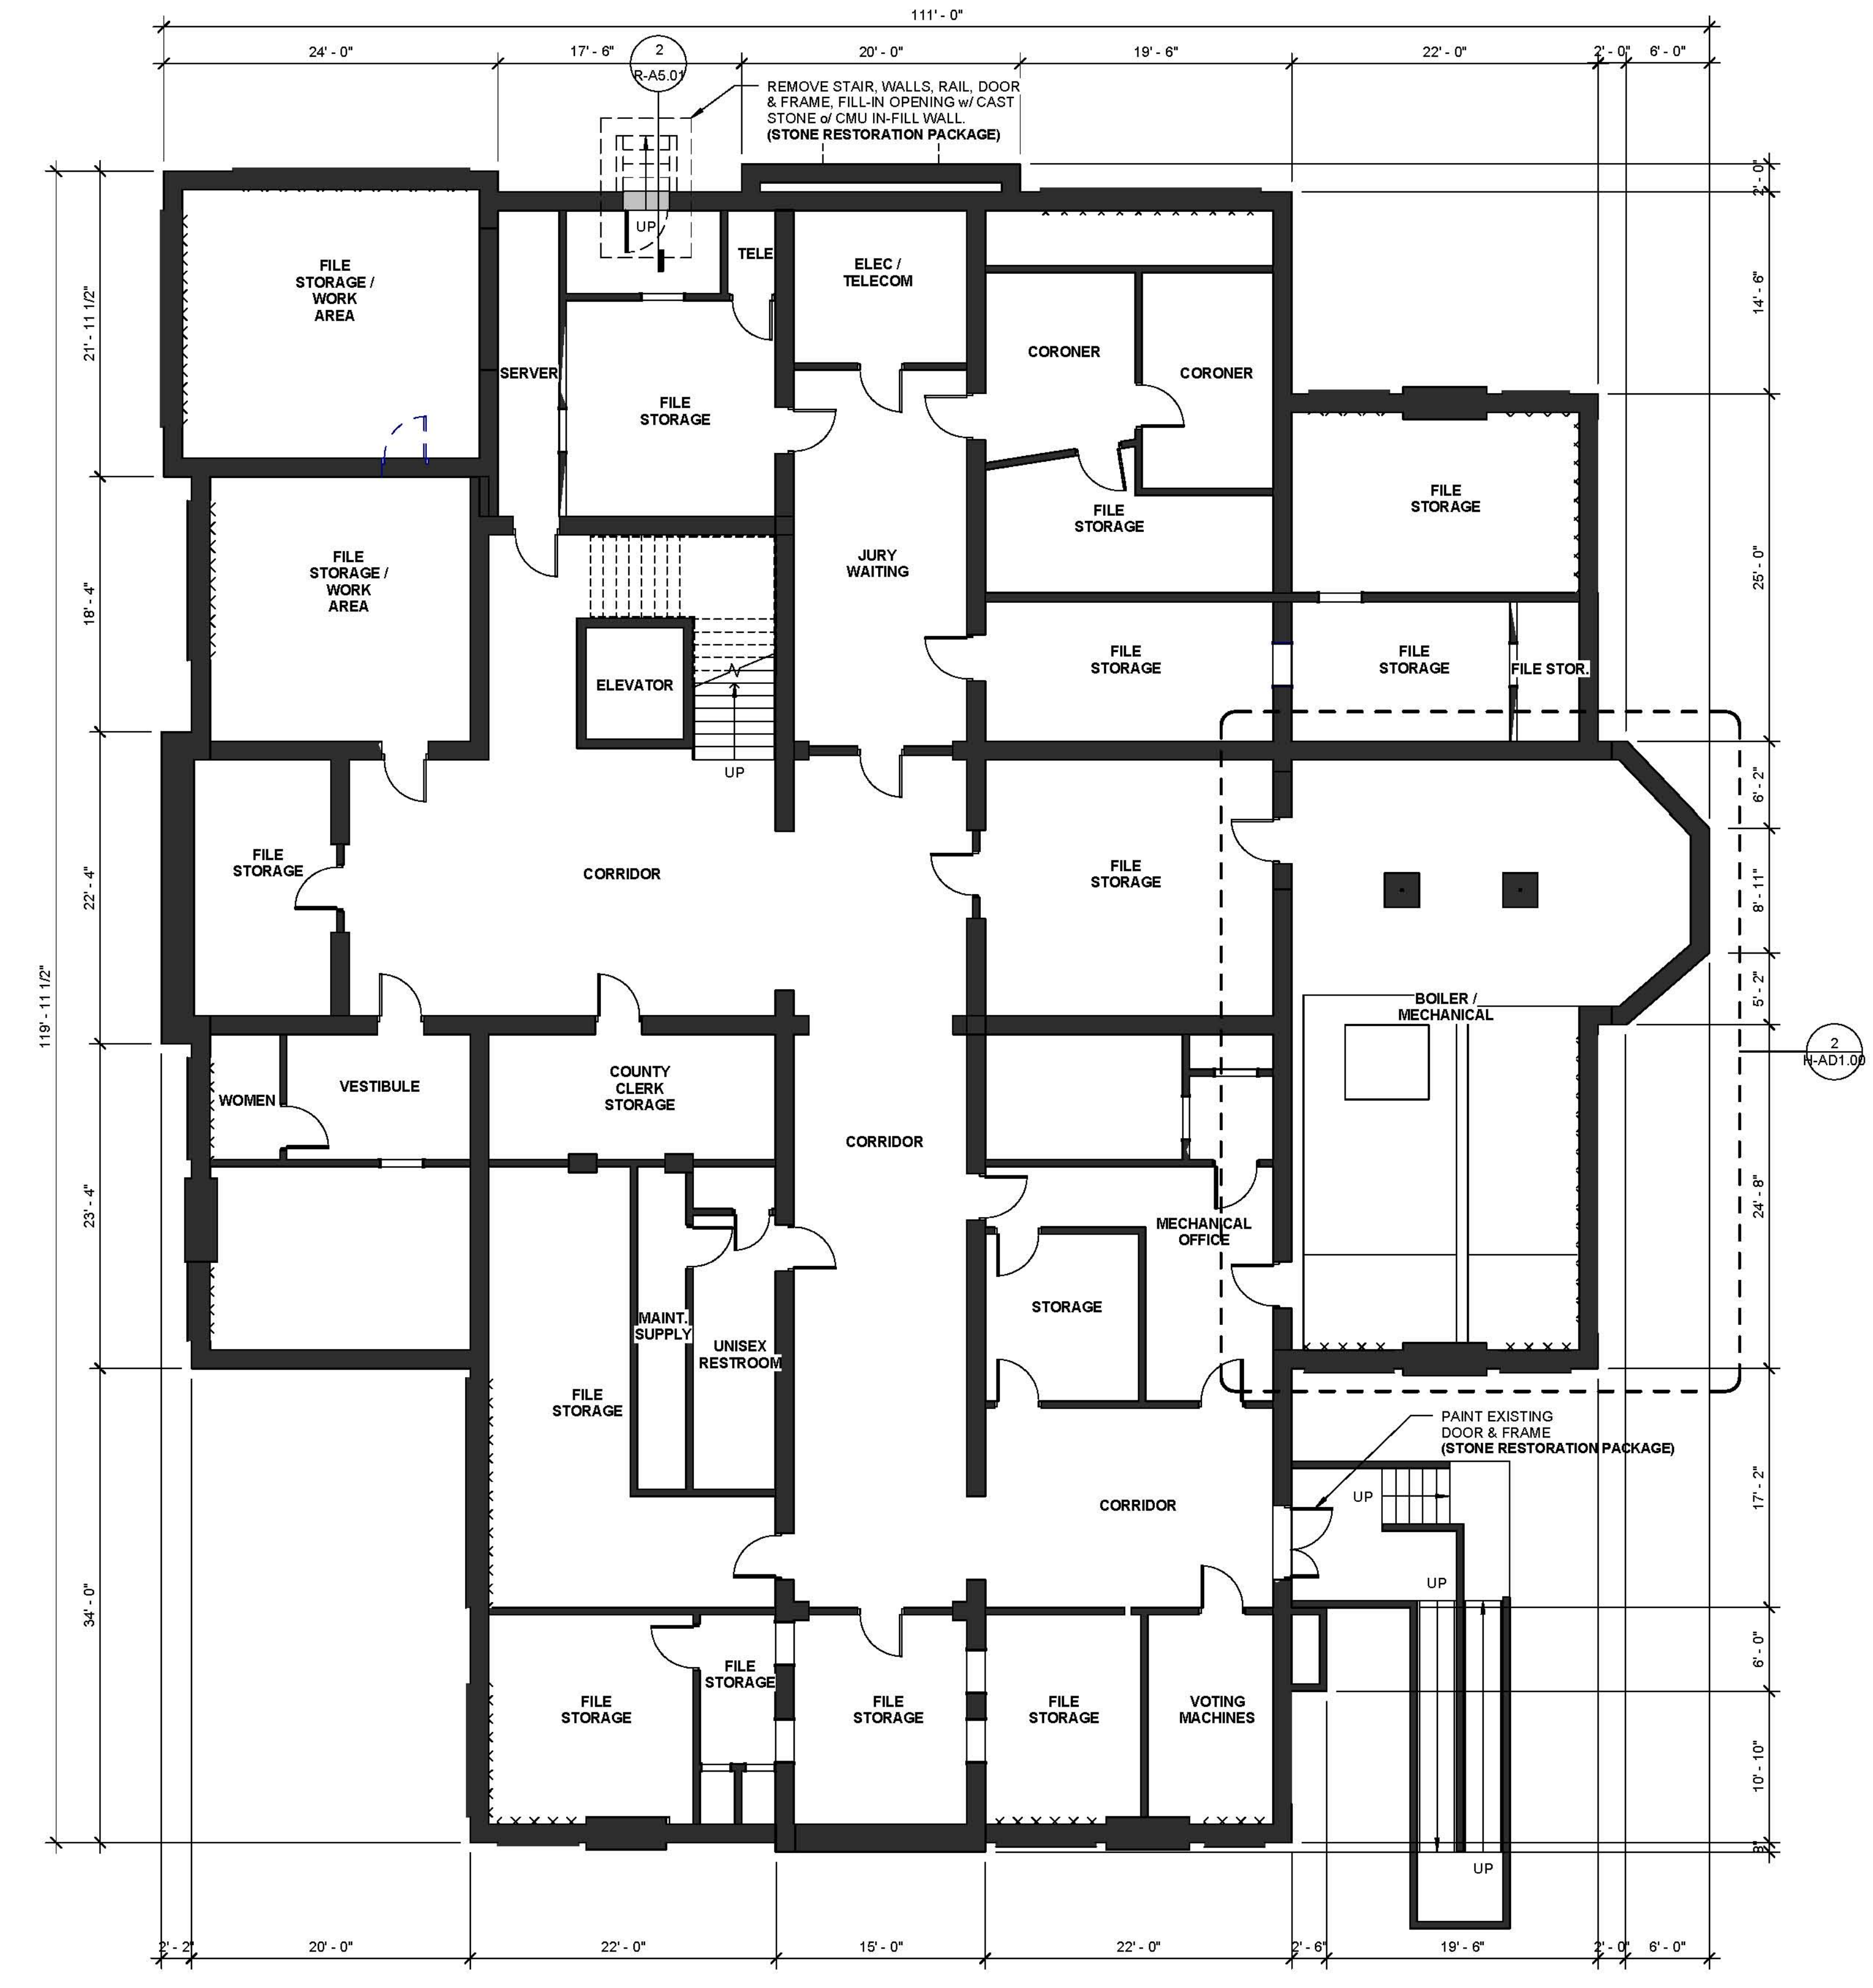 111' - 0"
24' - 0"
17' - 6"
20' - 0"
19' - 6"
22' - 0"
2' - 0"
6' - 0"
2
R-A5.01
REMOVE STAIR, WALLS, RAIL, DOOR
& FRAME, FILL-IN OPENING w/ CAST
STONE o/ CMU IN-FILL WALL.
(STONE RESTORATION PACKAGE)
2' - 0"
14' - 6"
25' - 0"
6' - 2"
8' - 11"
5' - 2"
24' - 8"
17' - 2"
6' - 0"
10' - 10"
8"
119' - 11 1/2"
21' - 11 1/2"
18' - 4"
22' - 4"
23' - 4"
34' - 0"
FILE
STORAGE /
WORK
AREA
UP
TELE
ELEC /
TELECOM
SERVER
FILE
STORAGE
CORONER
CORONER
FILE
STORAGE
FILE
STORAGE
FILE
STORAGE /
WORK
AREA
JURY
WAITING
ELEVATOR
UP
FILE
STORAGE
FILE
STORAGE
FILE STOR.
FILE
STORAGE
CORRIDOR
FILE
STORAGE
BOILER /
MECHANICAL
2
H-AD1.00
WOMEN
VESTIBULE
COUNTY
CLERK
STORAGE
CORRIDOR
MECHANICAL
OFFICE
STORAGE
MAINT.
SUPPLY
UNISEX
RESTROOM
FILE
STORAGE
PAINT EXISTING
DOOR & FRAME
(STONE RESTORATION PACKAGE)
CORRIDOR
UP
UP
FILE
STORAGE
FILE
STORAGE
FILE
STORAGE
FILE
STORAGE
VOTING
MACHINES
UP
2' - 2"
20' - 0"
22' - 0"
15' - 0"
22' - 0"
2' - 6"
19' - 6"
2' - 0"
6' - 0"